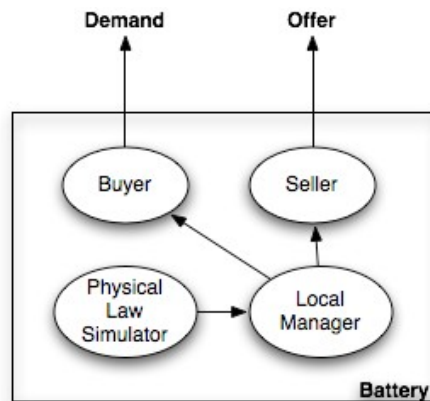 Demand
Offer
Buyer
Seller
Physical
Law
Simulator
Local
Manager
Battery